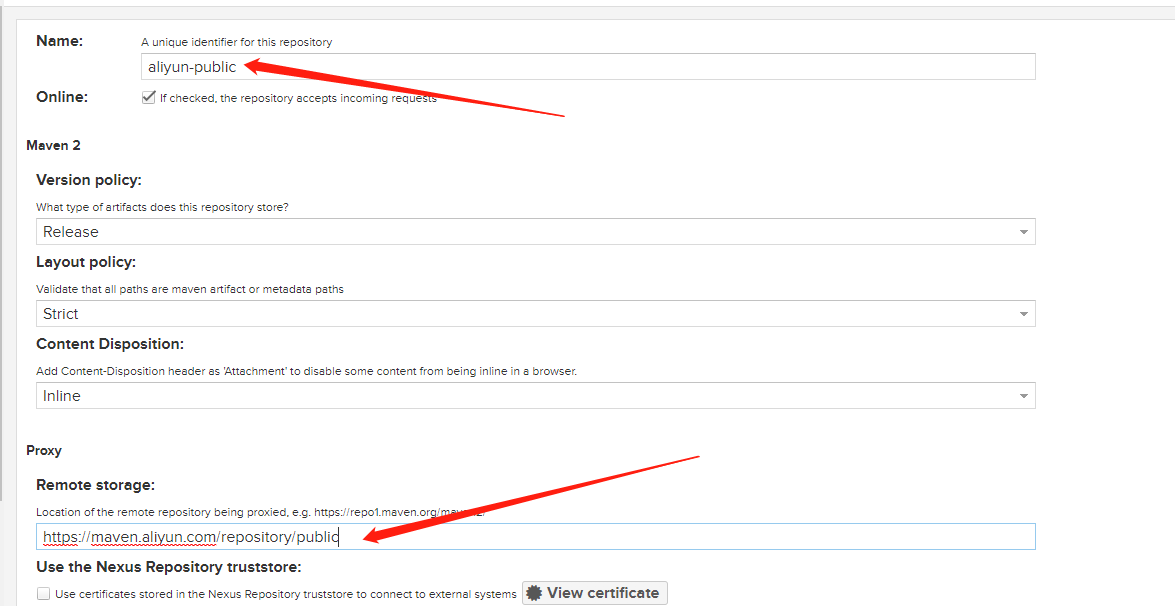 Name: A unique identifier for this repository
aliyun-public
Online: If checked, the repository accepts incoming requests
Maven 2
Version policy:
What type of artifacts does this repository store?
Release
Layout policy:
Validate that all paths are maven artifact or metadata paths
Strict
Content Disposition:
Add Content-Disposition header as 'Attachment' to disable some content from being inline in a browser.
Inline
Proxy
Remote storage:
Location of the remote repository being proxied, e.g. https://repo1.maven.org/
https://maven.aliyun.com/repository/public
Use the Nexus Repository truststore:
Use certificates stored in the Nexus Repository truststore to connect to external systems View certificate